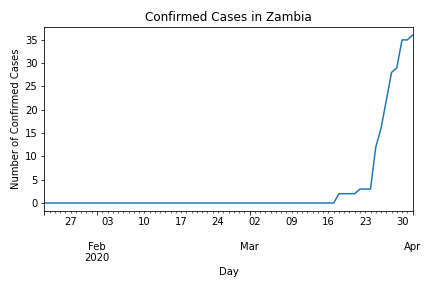 Confirmed Cases in Zambia
Number of Confirmed Cases
35
30
25
20
15
10
5
0
27 03 10 17 24 02 09 16 23 30
Feb Mar Apr
2020
Day